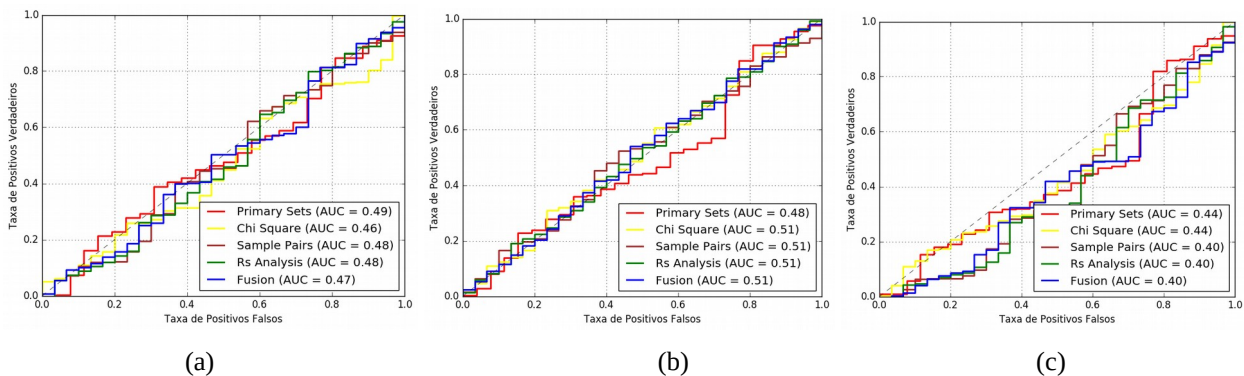 1.0
0.8
0.6
0.4
0.2
0.0
Taxa de Positivos Verdadeiros
Primary Sets (AUC = 0.49)
Chi Square (AUC = 0.46)
Sample Pairs (AUC = 0.48)
Rs Analysis (AUC = 0.48)
Fusion (AUC = 0.47)
0.0 0.2 0.4 0.6 0.8 1.0
Taxa de Positivos Falsos
(a)
1.0
0.8
0.6
0.4
0.2
0.0
Taxa de Positivos Verdadeiros
Primary Sets (AUC = 0.48)
Chi Square (AUC = 0.51)
Sample Pairs (AUC = 0.51)
Rs Analysis (AUC = 0.51)
Fusion (AUC = 0.51)
0.0 0.2 0.4 0.6 0.8 1.0
Taxa de Positivos Falsos
(b)
1.0
0.8
0.6
0.4
0.2
0.0
Taxa de Positivos Verdadeiros
Primary Sets (AUC = 0.44)
Chi Square (AUC = 0.44)
Sample Pairs (AUC = 0.40)
Rs Analysis (AUC = 0.40)
Fusion (AUC = 0.40)
0.0 0.2 0.4 0.6 0.8 1.0
Taxa de Positivos Falsos
(c)